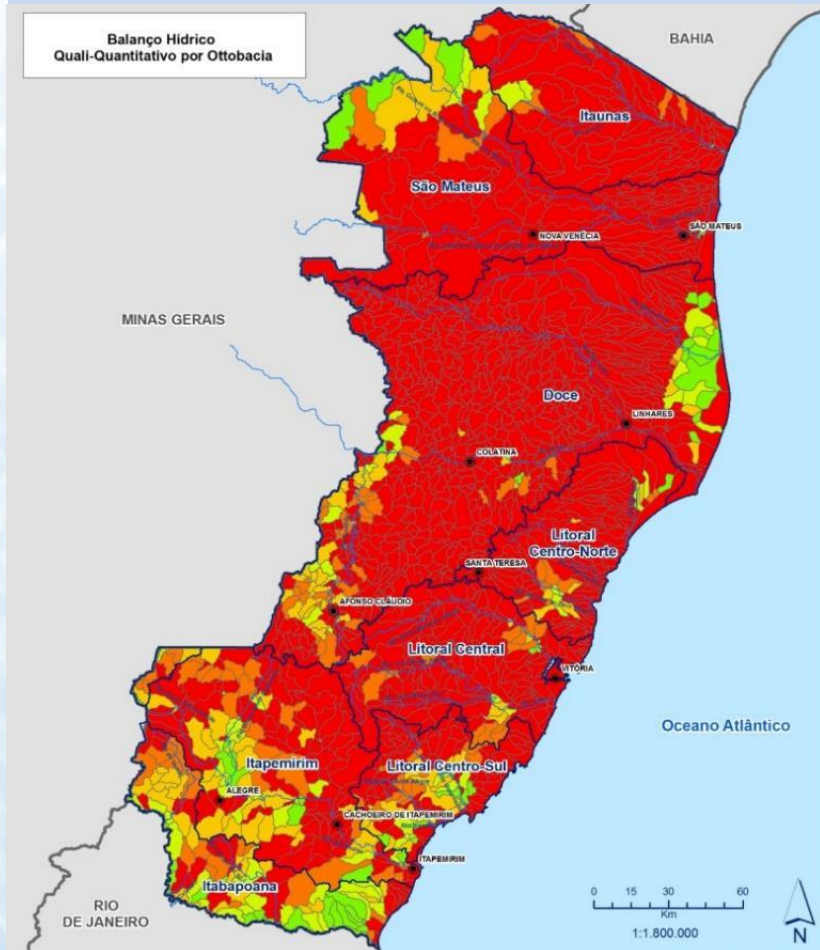 Balanço Hídrico
Quali-Quantitativo por Ottobacia
BAHIA
Itaunas
São Mateus
NOVA VENÉCIA
SÃO MATEUS
MINAS GERAIS
Doce
LINHARES
COLATINA
Litoral
Centro-Norte
SANTA TERESA
AFONSO CLÁUDIO
Litoral Central
VITÓRIA
Oceano Atlântico
Itapemirim
Litoral Centro-Sul
ALEGRE
CACHOEIRO DE ITAPEMIRIM
ITAPEMIRIM
Itabapoana
RIO
DE JANEIRO
0 15 30 60
Km
1:1.800.000
N